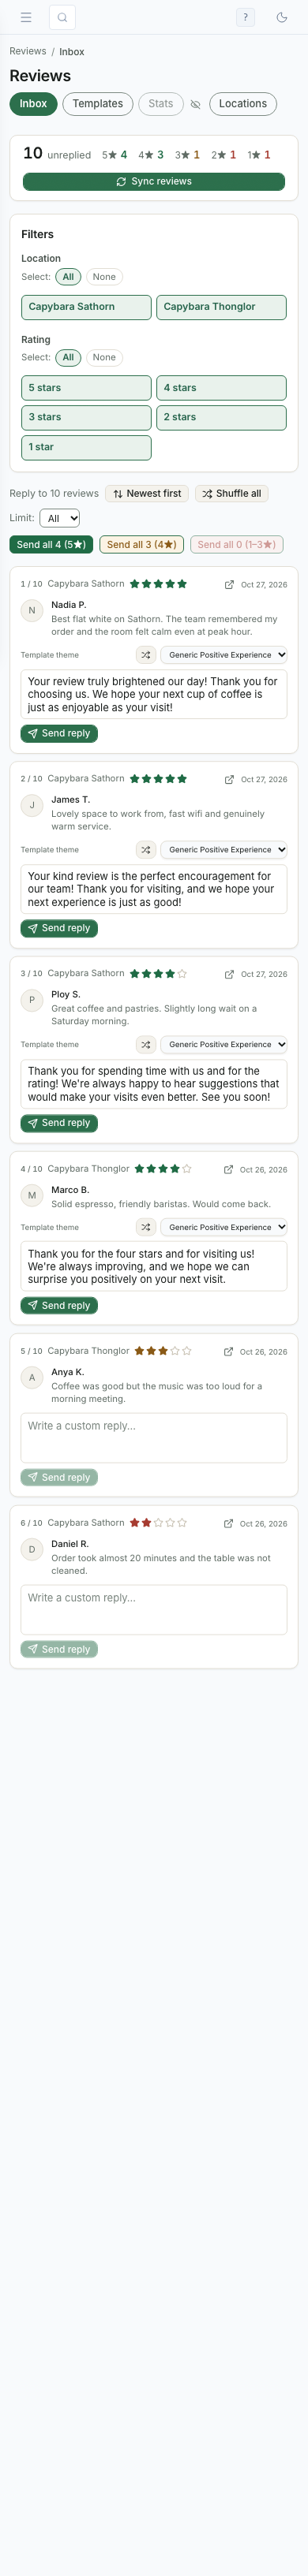 ?
Reviews / Inbox
Reviews
Inbox Templates Stats Locations
10 unreplied 5★ 4 4★ 3 3★ 1 2★ 1 1★ 1
Sync reviews
Filters
Location
Select: All None
Capybara Sathorn Capybara Thonglor
Rating
Select: All None
5 stars 4 stars
3 stars 2 stars
1 star
Reply to 10 reviews Newest first Shuffle all
Limit: All
Send all 4 (5★) Send all 3 (4★) Send all 0 (1–3★)
1 / 10 Capybara Sathorn ★★★★★ Oct 27, 2026
N Nadia P.
Best flat white on Sathorn. The team remembered my
order and the room felt calm even at peak hour.
Template theme Generic Positive Experience
Your review truly brightened our day! Thank you for
choosing us. We hope your next cup of coffee is
just as enjoyable as your visit!
Send reply
2 / 10 Capybara Sathorn ★★★★★ Oct 27, 2026
J James T.
Lovely space to work from, fast wifi and genuinely
warm service.
Template theme Generic Positive Experience
Your kind review is the perfect encouragement for
our team! Thank you for visiting, and we hope your
next experience is just as good!
Send reply
3 / 10 Capybara Sathorn ★★★★☆ Oct 27, 2026
P Ploy S.
Great coffee and pastries. Slightly long wait on a
Saturday morning.
Template theme Generic Positive Experience
Thank you for spending time with us and for the
rating! We're always happy to hear suggestions that
would make your visits even better. See you soon!
Send reply
4 / 10 Capybara Thonglor ★★★★☆ Oct 26, 2026
M Marco B.
Solid espresso, friendly baristas. Would come back.
Template theme Generic Positive Experience
Thank you for the four stars and for visiting us!
We're always improving, and we hope we can
surprise you positively on your next visit.
Send reply
5 / 10 Capybara Thonglor ★★★☆☆ Oct 26, 2026
A Anya K.
Coffee was good but the music was too loud for a
morning meeting.
Write a custom reply...
Send reply
6 / 10 Capybara Sathorn ★★☆☆☆ Oct 26, 2026
D Daniel R.
Order took almost 20 minutes and the table was not
cleaned.
Write a custom reply...
Send reply